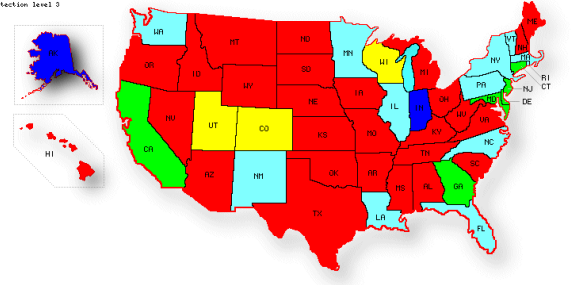 tection level 3
WA
MT
ND
MN
ME
VT
NH
AK
OR
ID
SD
WI
MI
NY
MA
WY
RI
CT
IA
PA
NE
OH
NJ
IL
IN
MD
DE
NV
UT
CO
WV
VA
CA
KS
MO
KY
HI
NC
TN
AZ
NM
OK
AR
SC
MS
AL
GA
TX
LA
FL